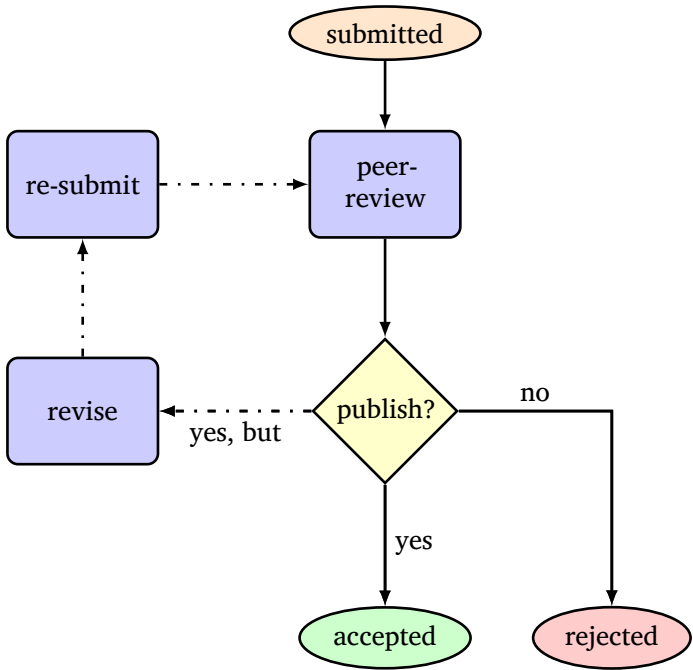 submitted
re-submit
peer-
review
revise
publish?
no
yes, but
yes
accepted
rejected